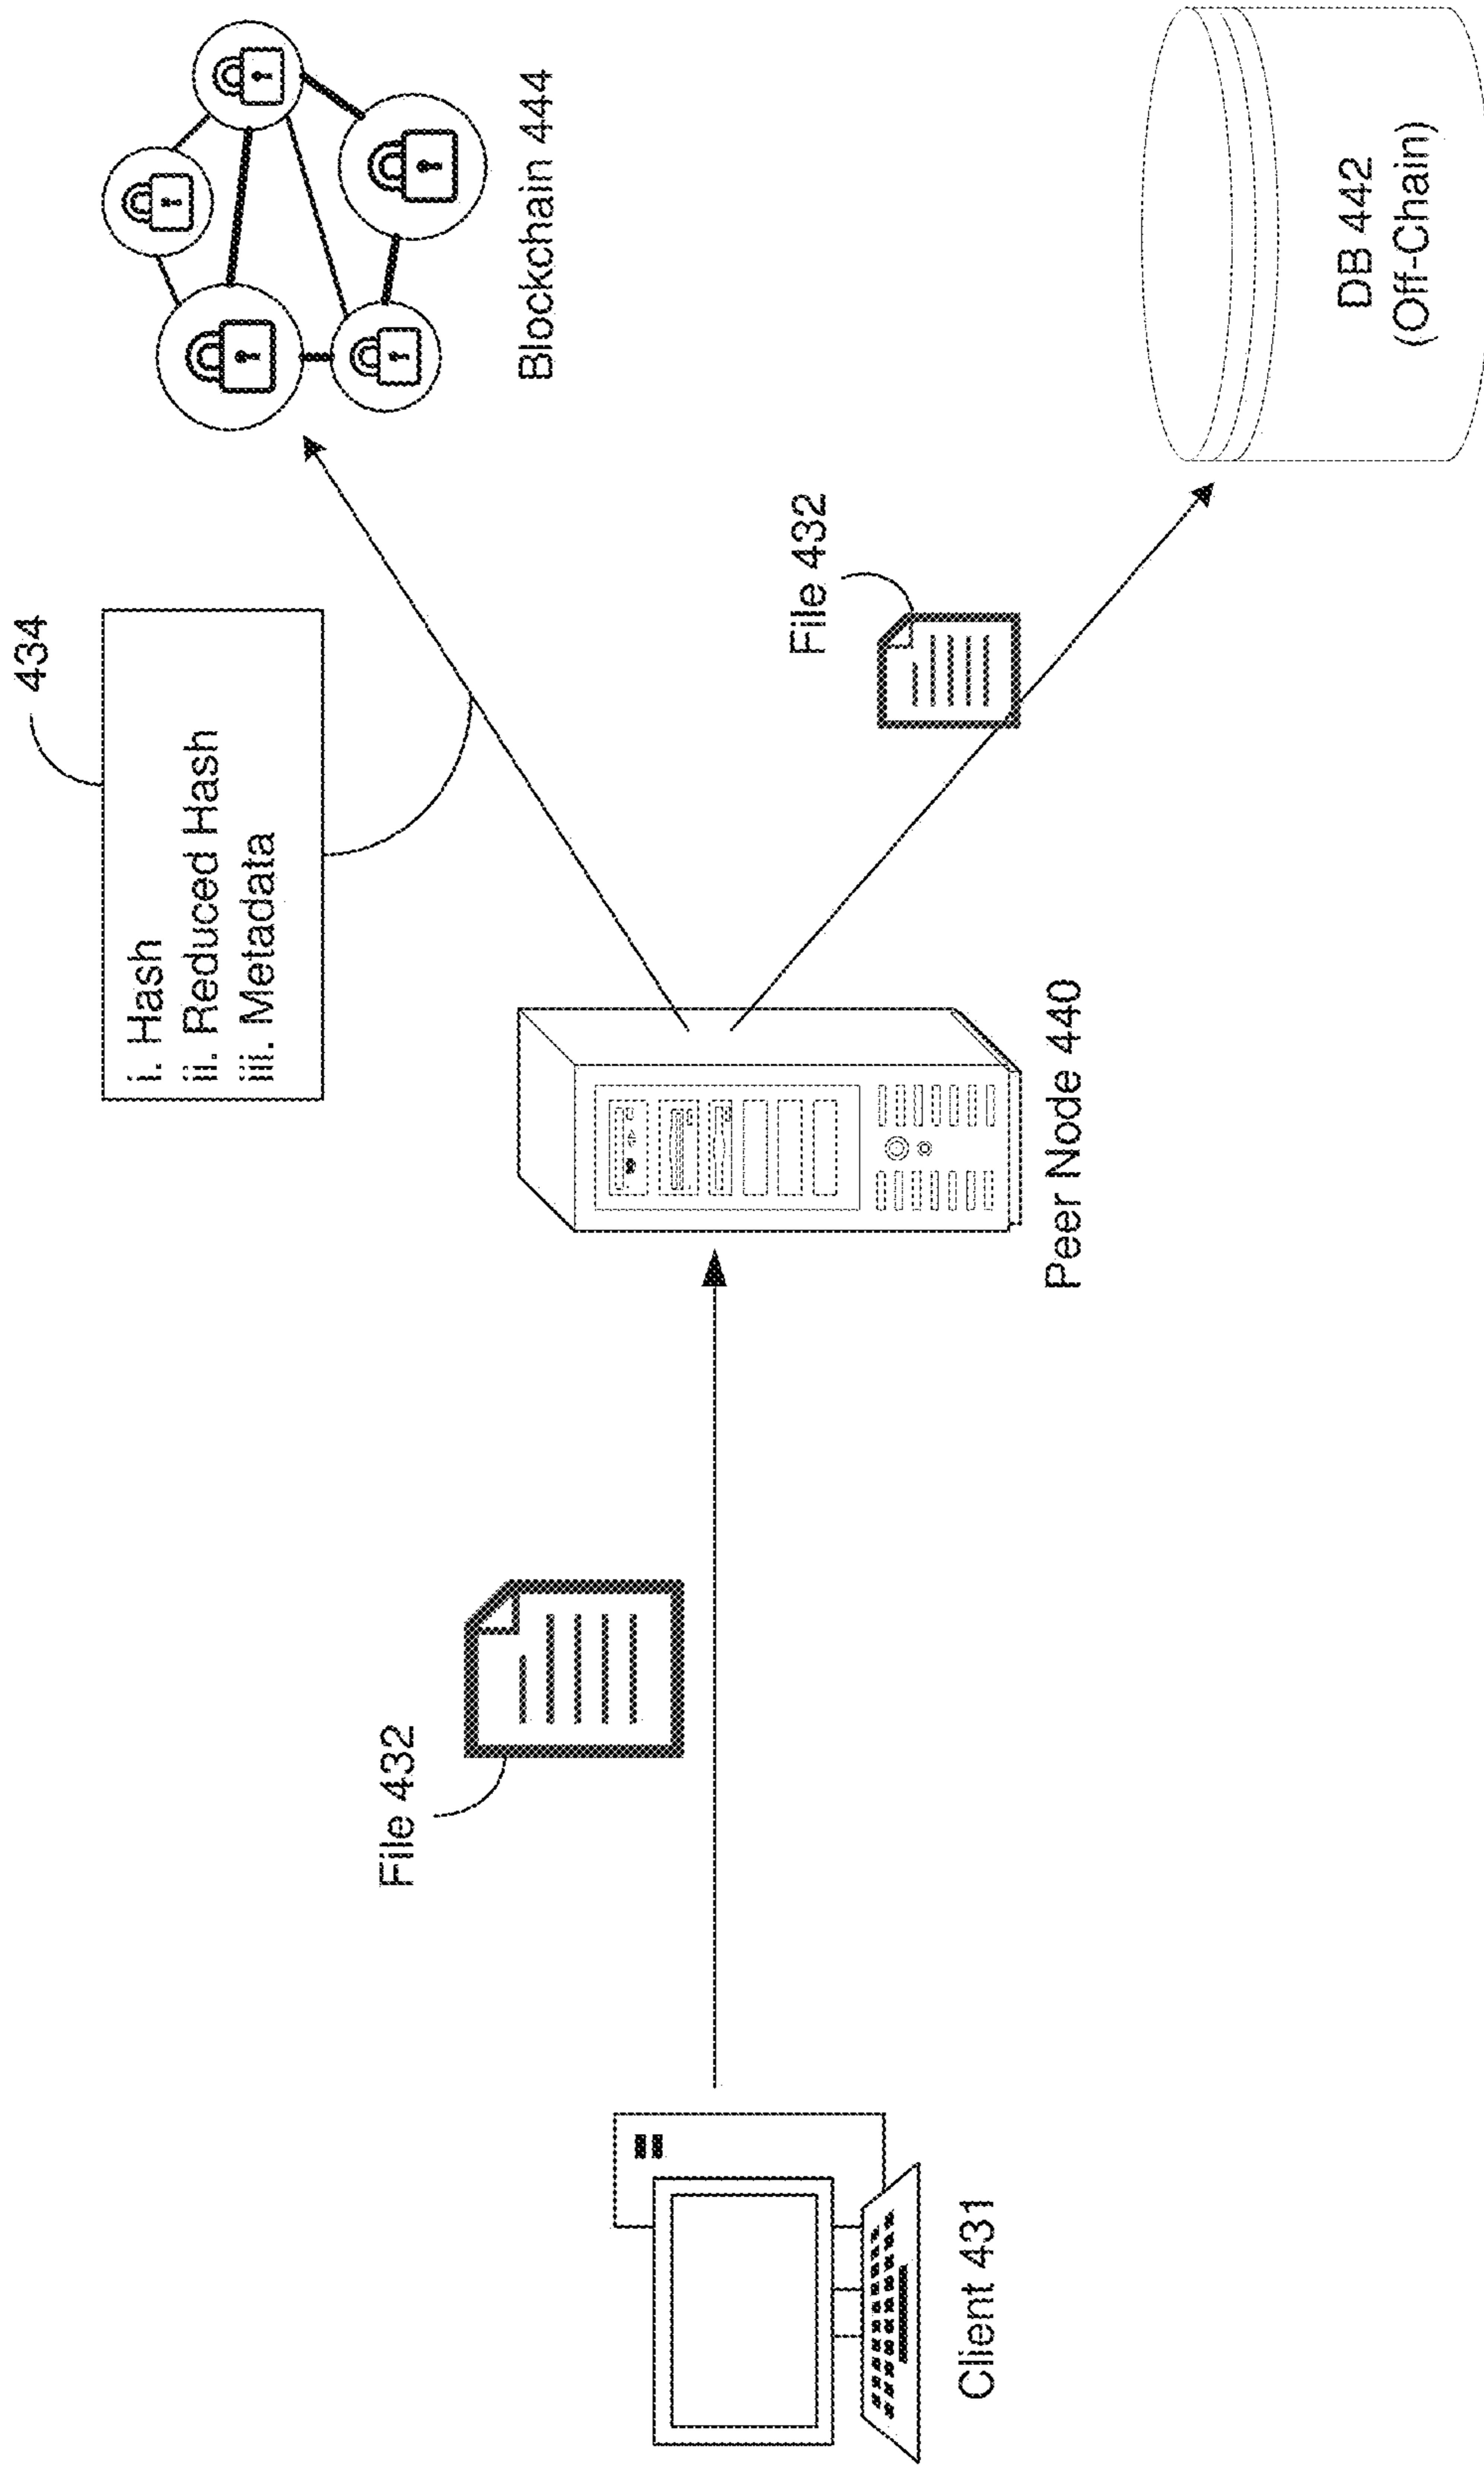 Client 431
File 432
Peer Node 440
434
i. Hash
ii. Reduced Hash
iii. Metadata
File 432
Blockchain 444
DB 442
(Off-Chain)